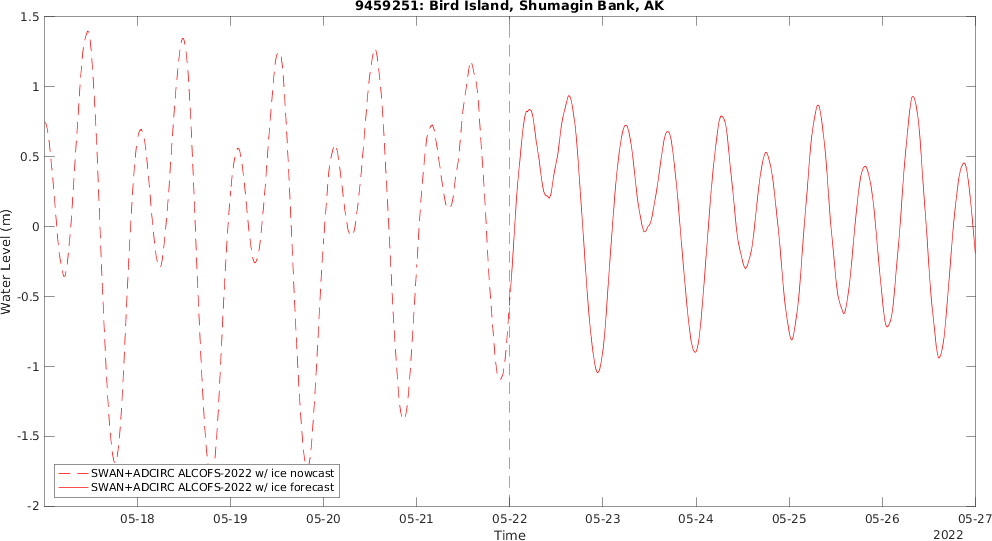 9459251: Bird Island, Shumagin Bank, AK
1.5
1
0.5
0
-0.5
-1
-1.5
-2
Water Level (m)
SWAN+ADCIRC ALCOFS-2022 w/ ice nowcast
SWAN+ADCIRC ALCOFS-2022 w/ ice forecast
05-18 05-19 05-20 05-21 05-22 05-23 05-24 05-25 05-26 05-27
Time
2022